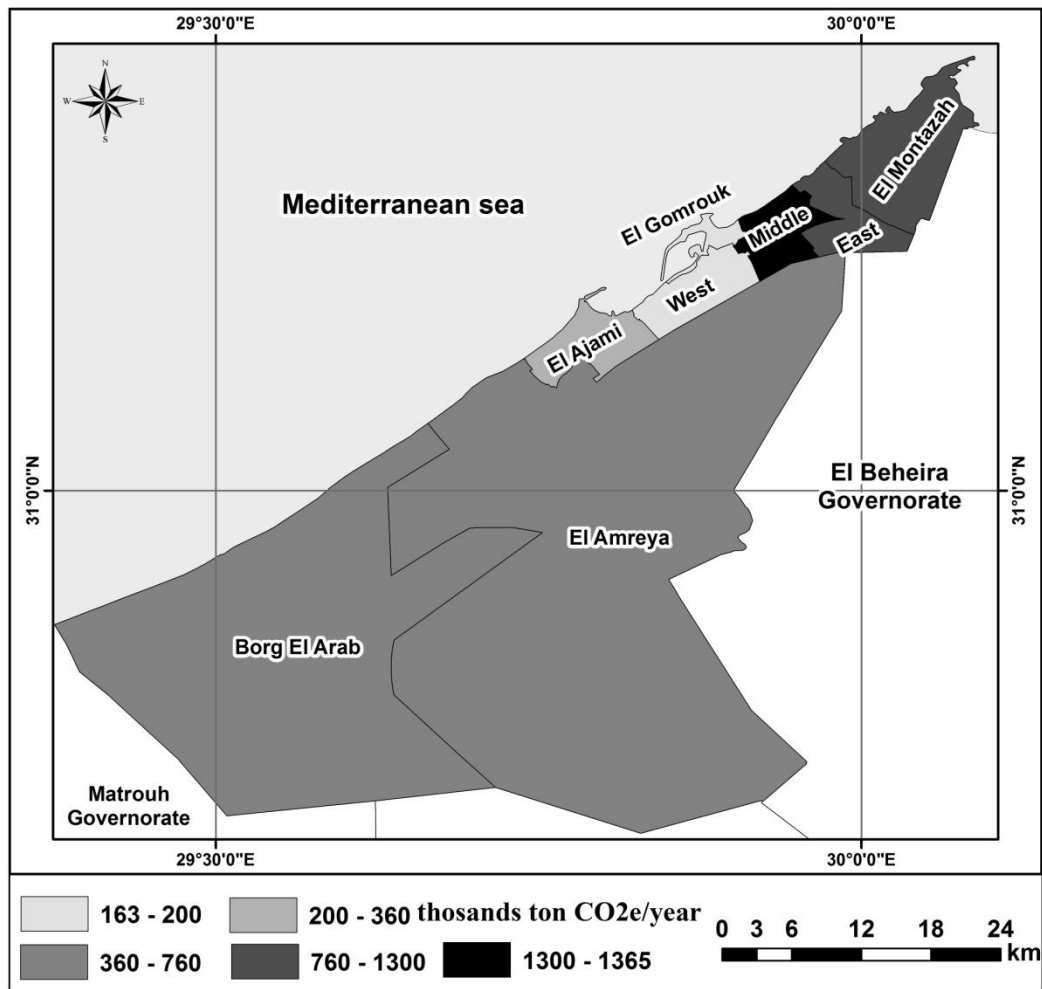 29°30'0"E 30°0'0"E
N
W E
S
Mediterranean sea
El Montazah
El Gomrouk
Middle
East
West
El Ajami
31°0'0"N 31°0'0"N
El Beheira
Governorate
El Amreya
Borg El Arab
Matrouh
Governorate
29°30'0"E 30°0'0"E
163 - 200 200 - 360 thosands ton CO2e/year
360 - 760 760 - 1300 1300 - 1365
0 3 6 12 18 24
km